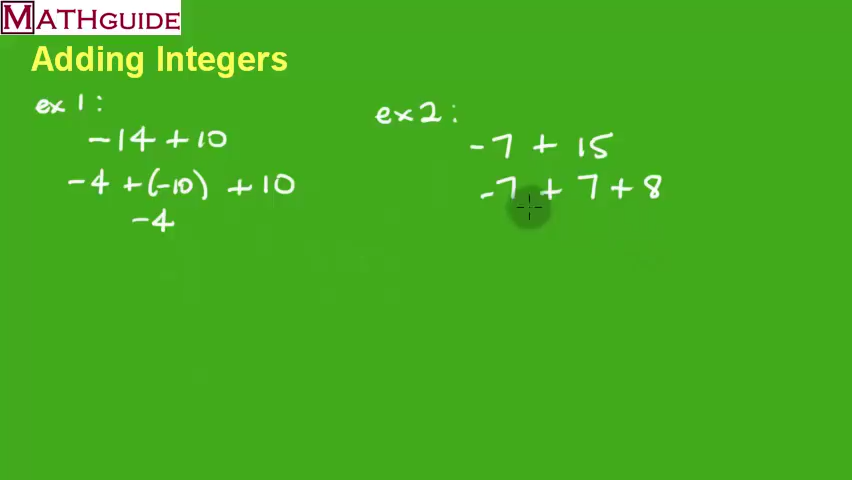 MATHGUIDE
Adding Integers
ex 1:
-14 + 10
-4 + (-10) + 10
-4
ex 2:
-7 + 15
-7 + 7 + 8